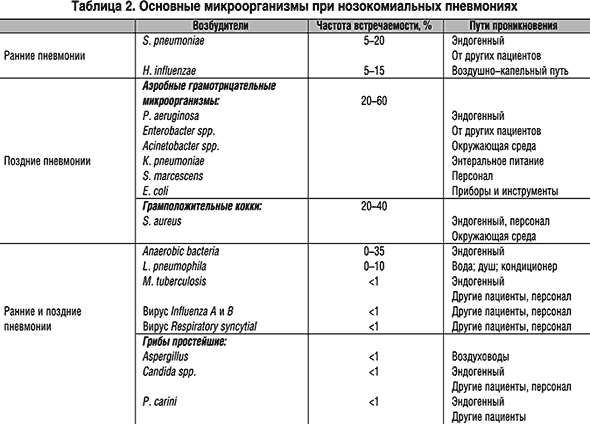 Таблица 2. Основные микроорганизмы при нозокомиальных пневмониях
Возбудители Частота встречаемости, % Пути проникновения
Ранние пневмонии
S. pneumoniae 5–20 Эндогенный
От других пациентов
H. influenzae 5–15 Воздушно–капельный путь
Поздние пневмонии
Аэробные грамотрицательные
микроорганизмы: 20–60
P. aeruginosa Эндогенный
Enterobacter spp. От других пациентов
Acinetobacter spp. Окружающая среда
K. pneumoniae Энтеральное питание
S. marcescens Персонал
E. coli Приборы и инструменты
Грамположительные кокки: 20–40
S. aureus Эндогенный, персонал
Окружающая среда
Ранние и поздние
пневмонии
Anaerobic bacteria 0–35 Эндогенный
L. pneumophila 0–10 Вода; душ; кондиционер
M. tuberculosis <1 Эндогенный
Другие пациенты, персонал
Вирус Influenza A и B <1 Другие пациенты, персонал
Вирус Respiratory syncytial <1 Другие пациенты, персонал
Грибы простейшие:
Aspergillus <1 Воздуховоды
Candida spp. <1 Эндогенный
Другие пациенты, персонал
P. carini <1 Эндогенный
Другие пациенты